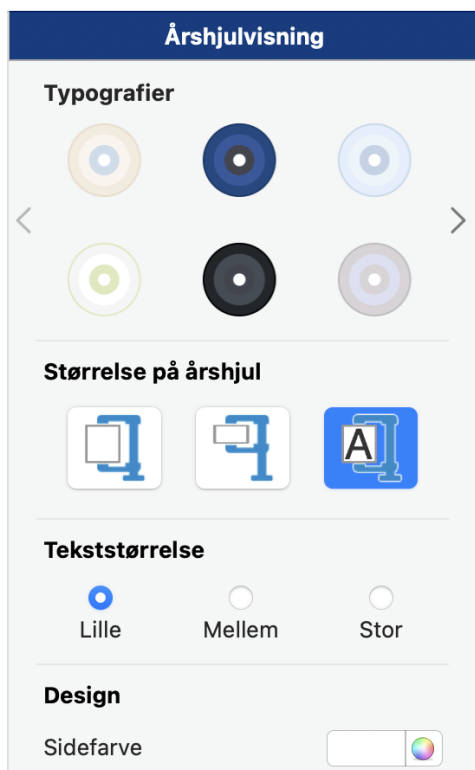 Årshjulvisning
Typografier
Størrelse på årshjul
A
Tekststørrelse
Lille Mellem Stor
Design
Sidefarve